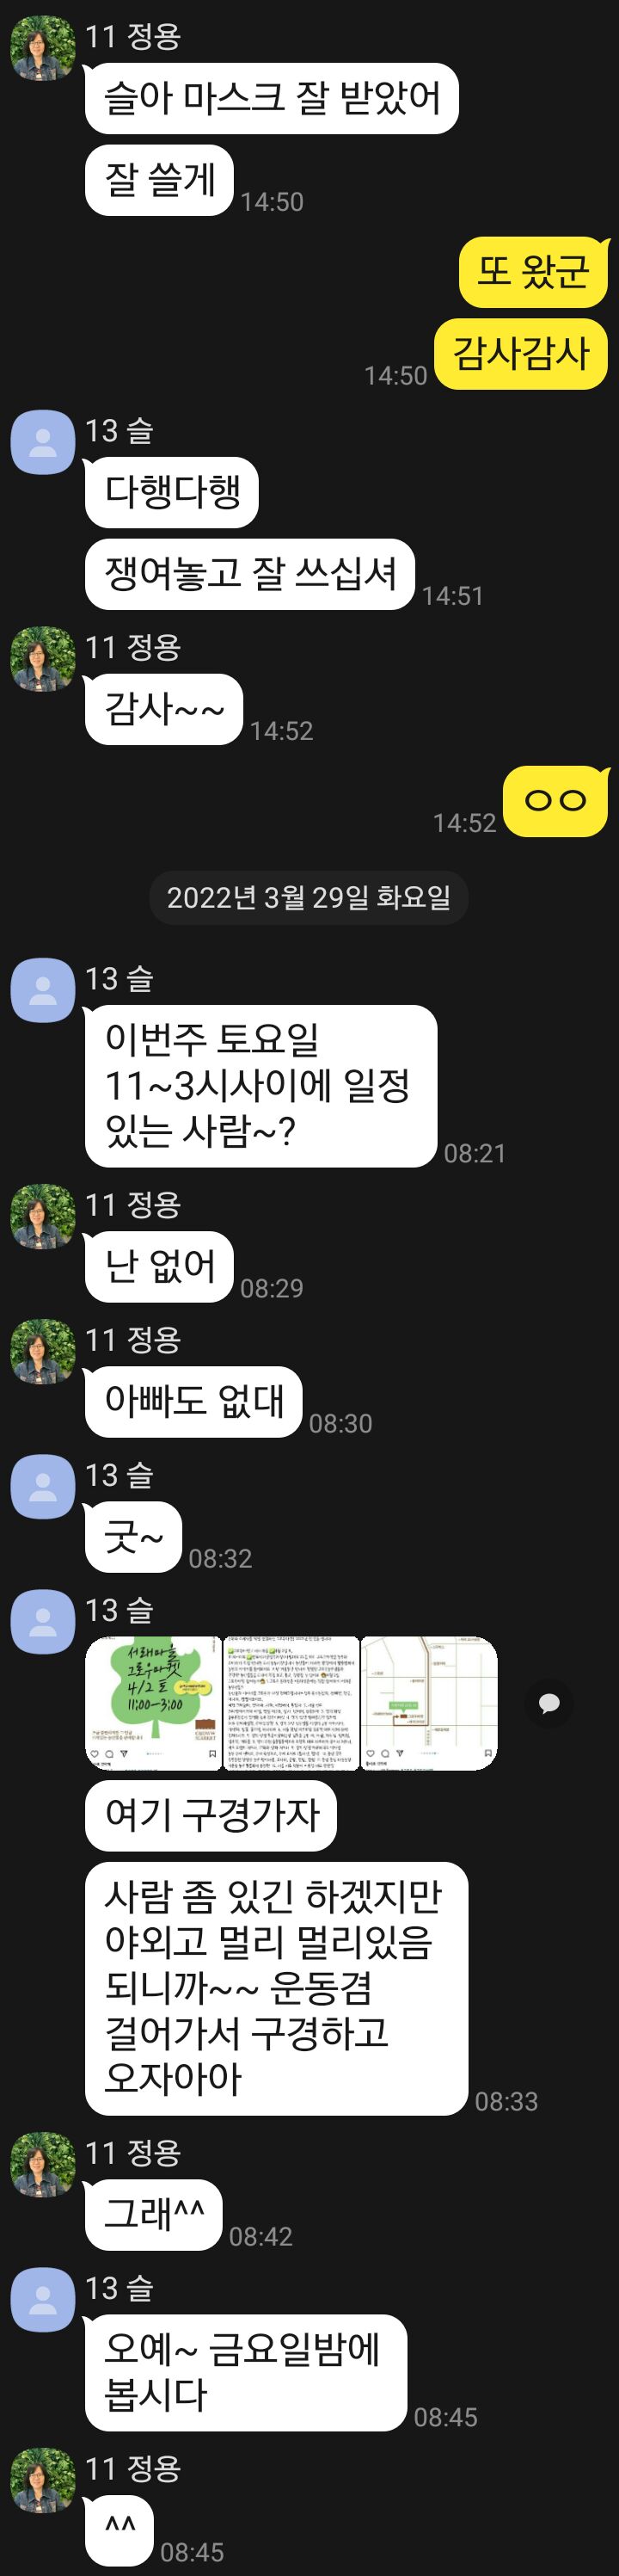 11 정용
슬아 마스크 잘 받았어
잘 쓸게
14:50
또 왔군
감사감사
14:50
13 슬
다행다행
쟁여놓고 잘 쓰십셔
14:51
11 정용
감사~~
14:52
ㅇㅇ
14:52
2022년 3월 29일 화요일
13 슬
이번주 토요일
11~3시사이에 일정
있는 사람~?
08:21
11 정용
난 없어
08:29
11 정용
아빠도 없대
08:30
13 슬
굿~
08:32
13 슬
서래마을
그로우마켓
4/2 토
11:00-3:00
여기 구경가자
사람 좀 있긴 하겠지만
야외고 멀리 멀리있음
되니까~~ 운동겸
걸어가서 구경하고
오자아아
08:33
11 정용
그래^^
08:42
13 슬
오예~ 금요일밤에
봅시다
08:45
11 정용
^^
08:45